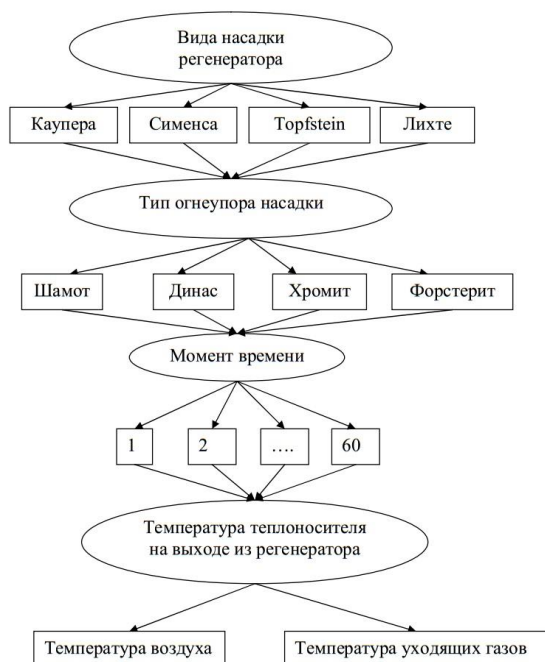 Вида насадки
регенератора
Каупера
Сименса
Topfstein
Лихте
Тип огнеупора насадки
Шамот
Динас
Хромит
Форстерит
Момент времени
1
2
....
60
Температура теплоносителя
на выходе из регенератора
Температура воздуха
Температура уходящих газов